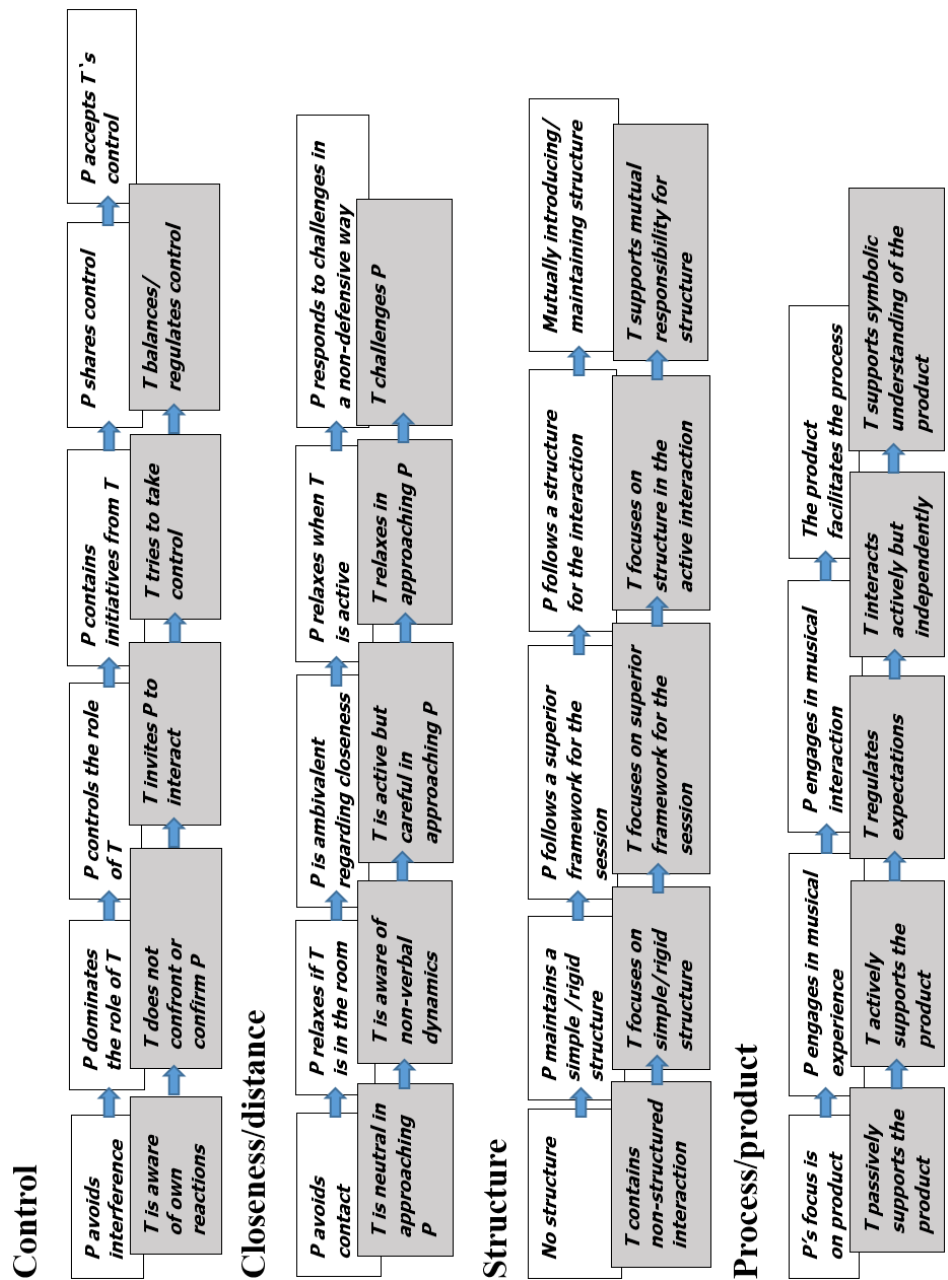 Control
P avoids
interference
P dominates
the role of T
P controls the role
of T
P contains
initiatives from T
P shares control
P accepts T`s
control
T is aware
of own
reactions
T does not
confront or
confirm P
T invites P to
interact
T tries to take
control
T balances/
regulates control
Closeness/distance
P avoids
contact
P relaxes if T
is in the room
P is ambivalent
regarding closeness
P relaxes when T
is active
P responds to challenges in
a non-defensive way
T is neutral in
approaching
P
T is aware of
non-verbal
dynamics
T is active but
careful in
approaching P
T relaxes in
approaching P
T challenges P
Structure
No structure
P maintains a
simple /rigid
structure
P follows a superior
framework for the
session
P follows a structure
for the interaction
Mutually introducing/
maintaining structure
T contains
non-structured
interaction
T focuses on
simple/rigid
structure
T focuses on superior
framework for the
session
T focuses on
structure in the
active interaction
T supports mutual
responsibility for
structure
Process/product
P's focus is
on product
P engages in musical
experience
P engages in musical
interaction
The product
facilitates the process
T passively
supports the
product
T actively
supports the
product
T regulates
expectations
T interacts
actively but
independently
T supports symbolic
understanding of the
product